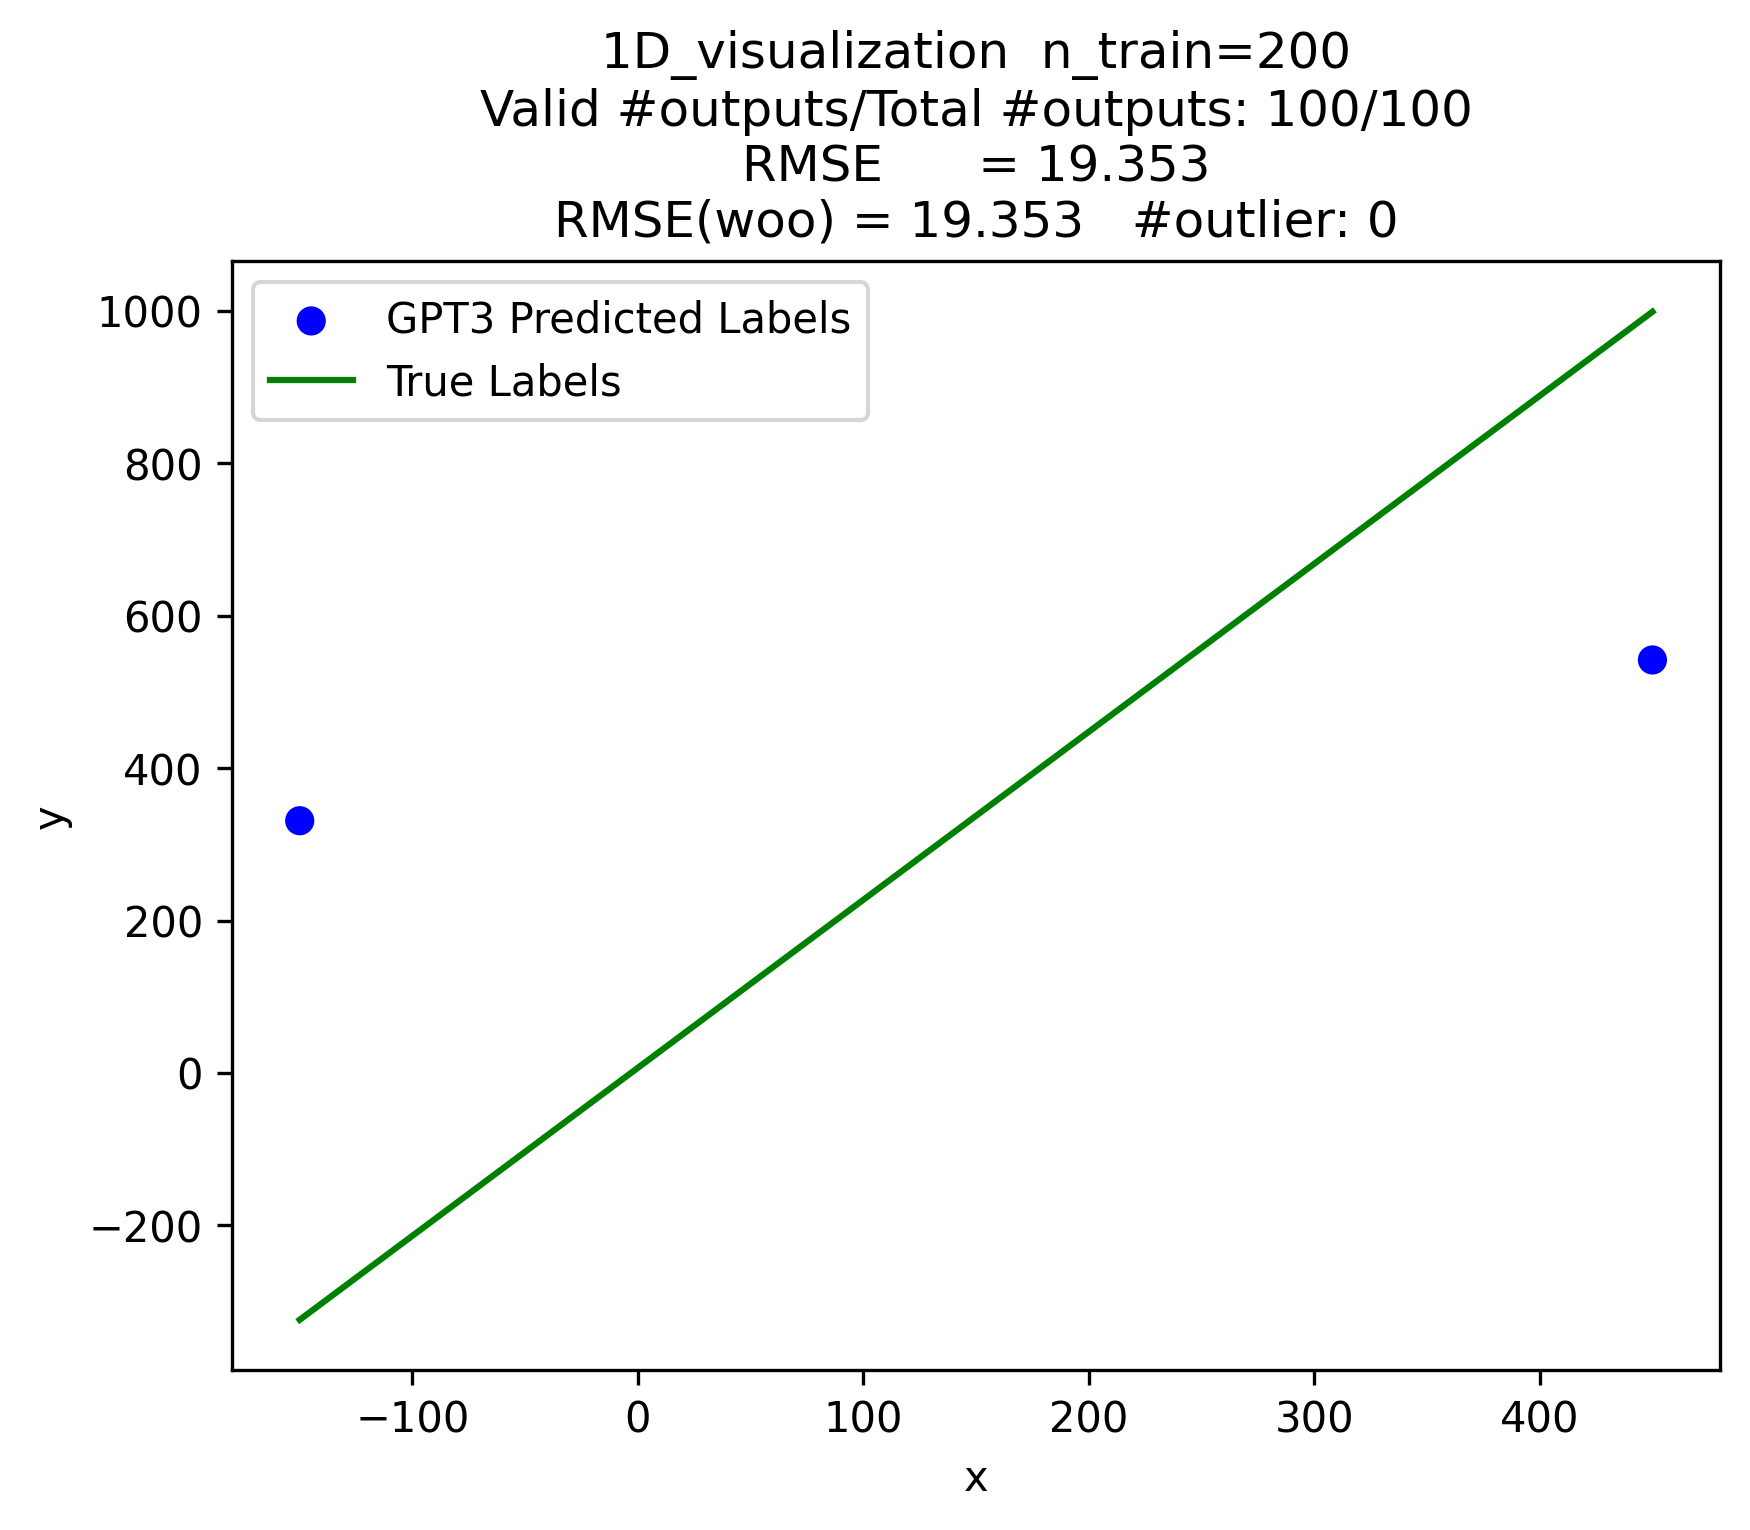 1D_visualization  n_train=200
Valid #outputs/Total #outputs: 100/100
RMSE      = 19.353
RMSE(woo) = 19.353   #outlier: 0
GPT3 Predicted Labels
True Labels
1000
800
600
400
200
0
−200
y
−100 0 100 200 300 400
x